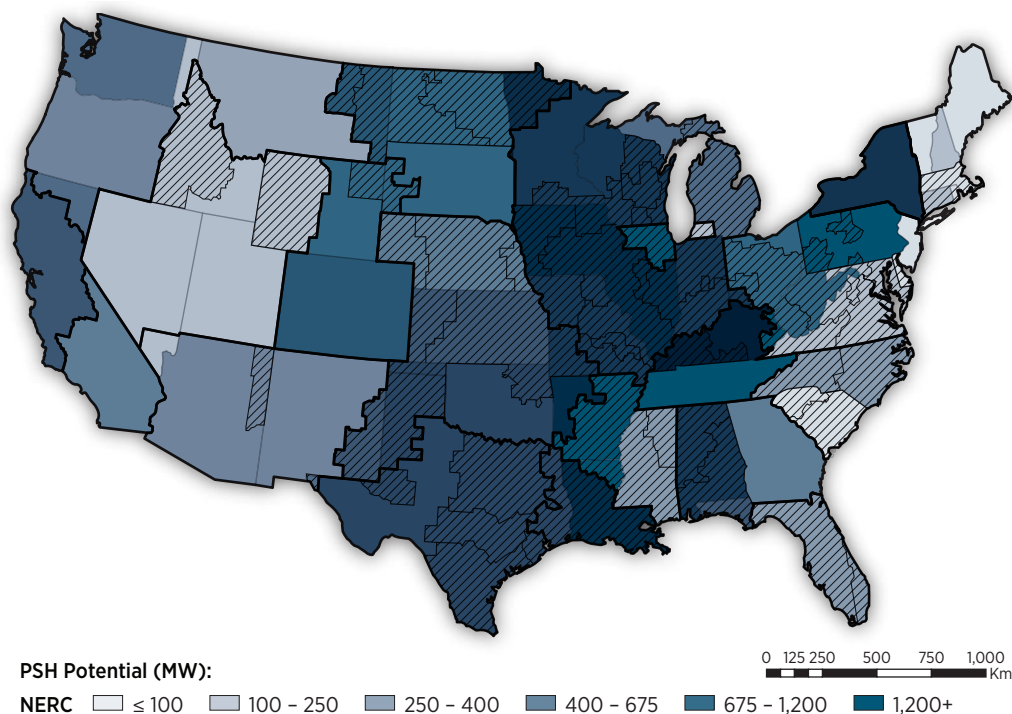 PSH Potential (MW):
0 125 250 500 750 1,000
Km
NERC ≤ 100 100 – 250 250 – 400 400 – 675 675 – 1,200 1,200+